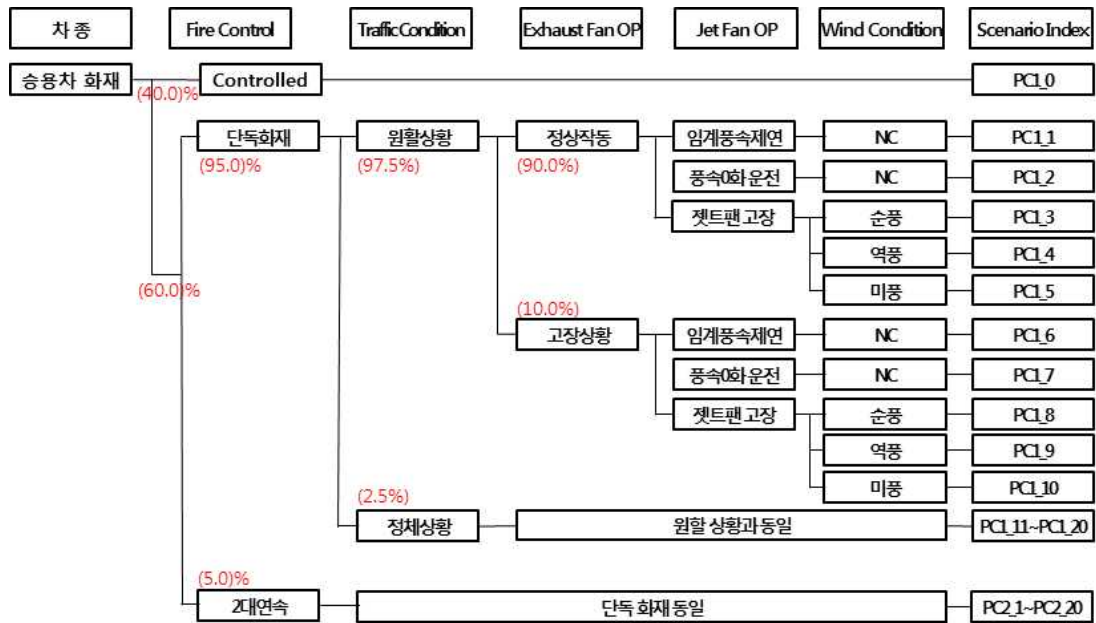 차 종 Fire Control Traffic Condition Exhaust Fan OP Jet Fan OP Wind Condition Scenario Index
승용차 화재 (40.0)% Controlled PC1_0
단독화재 원활상황 정상작동 임계풍속제연 NC PC1_1
(95.0)% (97.5%) (90.0%)
풍속0화 운전 NC PC1_2
젯트팬 고장 순풍 PC1_3
역풍 PC1_4
(60.0)% 미풍 PC1_5
(10.0%)
고장상황 임계풍속제연 NC PC1_6
풍속0화 운전 NC PC1_7
젯트팬 고장 순풍 PC1_8
역풍 PC1_9
미풍 PC1_10
(2.5%)
정체상황 원할 상황과 동일 PC1_11~PC1_20
(5.0)%
2대연속 단독 화재 동일 PC2_1~PC2_20